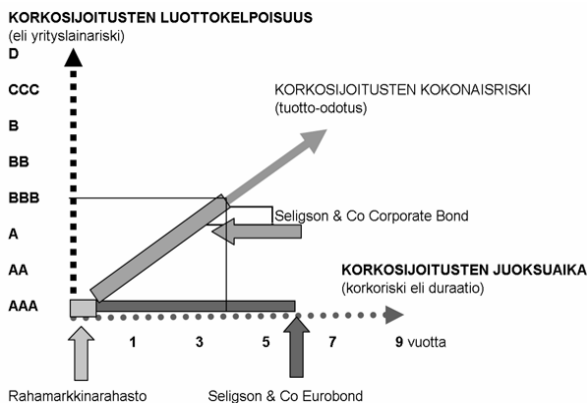 KORKOSIJOITUSTEN LUOTTOKELPOISUUS
(eli yrityslainariski)
D
CCC
B
BB
BBB
A
AA
AAA
KORKOSIJOITUSTEN KOKONAISRISKI
(tuotto-odotus)
Seligson & Co Corporate Bond
KORKOSIJOITUSTEN JUOKSUAIKA
(korkoriski eli duraatio)
1 3 5 7 9 vuotta
Rahamarkkinarahasto
Seligson & Co Eurobond